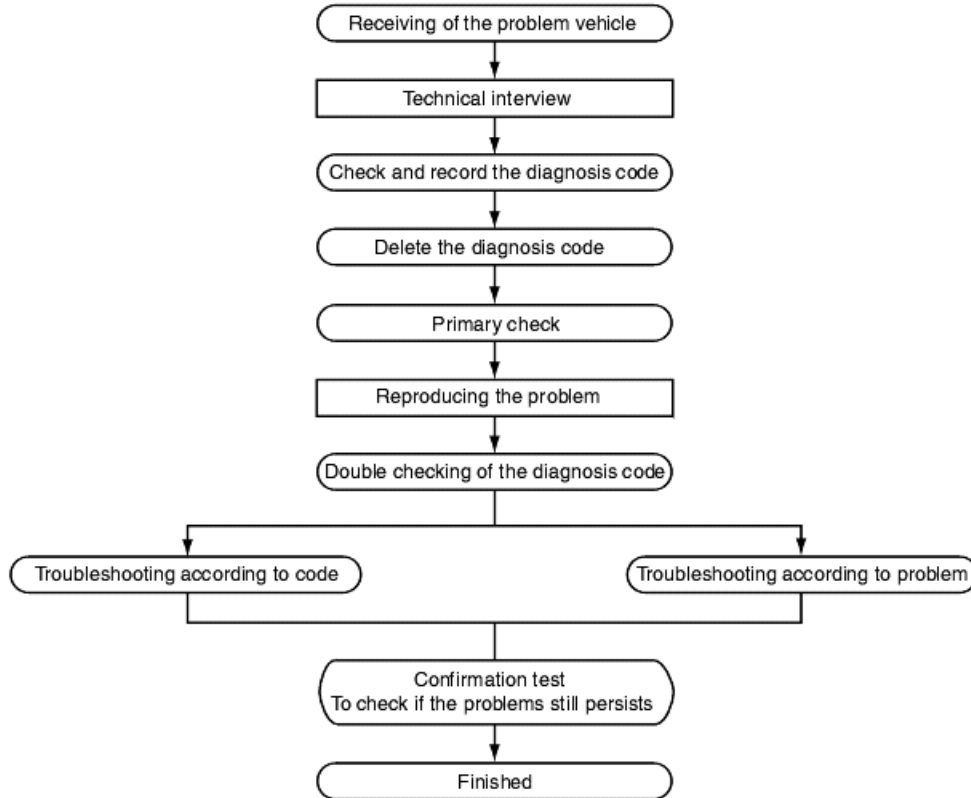 Receiving of the problem vehicle
Technical interview
Check and record the diagnosis code
Delete the diagnosis code
Primary check
Reproducing the problem
Double checking of the diagnosis code
Troubleshooting according to code
Troubleshooting according to problem
Confirmation test
To check if the problems still persists
Finished